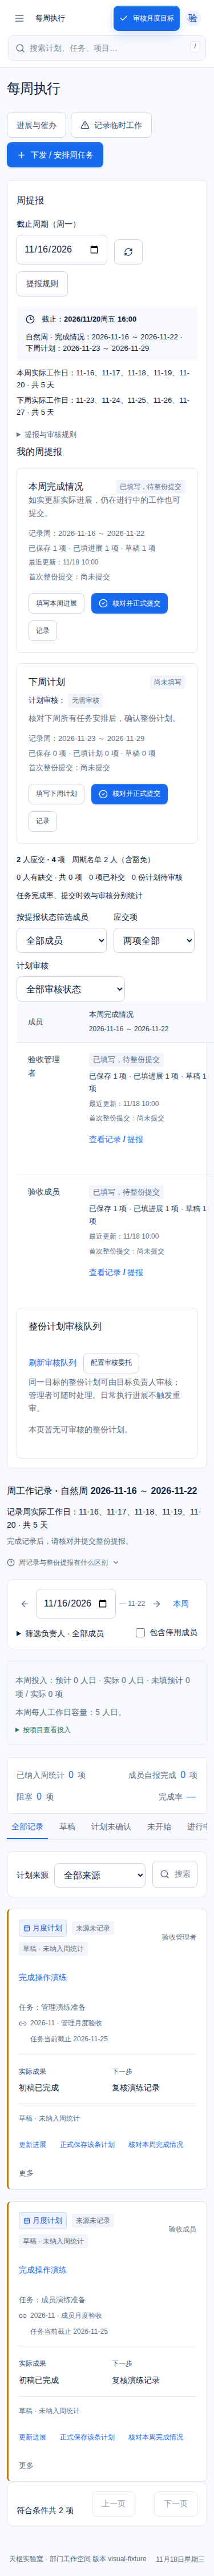 每周执行
审核月度目标
验
搜索计划、任务、项目... /
每周执行
进展与催办
记录临时工作
下发 / 安排周任务
周提报
截止周期（周一）
11/16/2026
提报规则
截止：2026/11/20周五 16:00
自然周 · 完成情况：2026-11-16 ～ 2026-11-22 ·
下周计划：2026-11-23 ～ 2026-11-29
本周实际工作日：11-16、11-17、11-18、11-19、11-
20 · 共 5 天
下周实际工作日：11-23、11-24、11-25、11-26、11-
27 · 共 5 天
提报与审核规则
我的周提报
本周完成情况
已填写，待整份提交
如实更新实际进展，仍在进行中的工作也可
提交。
记录周：2026-11-16 ～ 2026-11-22
已保存 1 项 · 已填进展 1 项 · 草稿 1 项
最近更新：11/18 10:00
首次整份提交：尚未提交
填写本周进展
核对并正式提交
记录
下周计划
尚未填写
计划审核： 无需审核
核对下周所有任务安排后，确认整份计划。
记录周：2026-11-23 ～ 2026-11-29
已保存 0 项 · 已填计划 0 项 · 草稿 0 项
首次整份提交：尚未提交
填写下周计划
核对并正式提交
记录
2 人应交 · 4 项 周期名单 2 人（含豁免）
0 人有缺交 · 共 0 项 0 项已补交 0 份计划待审核
任务完成率、提交时效与审核分别统计
按提报状态筛选成员
应交项
全部成员
两项全部
计划审核
全部审核状态
成员
本周完成情况
2026-11-16 ～ 2026-11-22
验收管理
者
已填写，待整份提交
已保存 1 项 · 已填进展 1 项 · 草稿 1
项
最近更新：11/18 10:00
首次整份提交：尚未提交
查看记录 / 提报
验收成员
已填写，待整份提交
已保存 1 项 · 已填进展 1 项 · 草稿 1
项
最近更新：11/18 10:00
首次整份提交：尚未提交
查看记录 / 提报
整份计划审核队列
刷新审核队列
配置审核委托
同一目标的整份计划可由目标负责人审核；
管理者可随时处理。日常执行进展不触发重
审。
本页暂无可审核的整份计划。
周工作记录 · 自然周 2026-11-16 ～ 2026-11-22
记录周实际工作日：11-16、11-17、11-18、11-19、11-
20 · 共 5 天
完成记录后，请核对并提交整份提报。
周记录与整份提报有什么区别
11/16/2026
— 11-22
本周
筛选负责人 · 全部成员
包含停用成员
本周投入：预计 0 人日 · 实际 0 人日 · 未填预计 0
项 / 实际 0 项
本周每人工作日容量：5 人日。
按项目查看投入
已纳入周统计 0 项
成员自报完成 0 项
阻塞 0 项
完成率 —
全部记录
草稿
计划未确认
未开始
进行中
计划来源
全部来源
搜索
月度计划
来源未记录
草稿 · 未纳入周统计
验收管理者
完成操作演练
任务：管理演练准备
2026-11 · 管理月度验收
任务当前截止 2026-11-25
实际成果
初稿已完成
下一步
复核演练记录
草稿 · 未纳入周统计
更新进展
正式保存该条计划
核对本周完成情况
更多
月度计划
来源未记录
草稿 · 未纳入周统计
验收成员
完成操作演练
任务：成员演练准备
2026-11 · 成员月度验收
任务当前截止 2026-11-25
实际成果
初稿已完成
下一步
复核演练记录
草稿 · 未纳入周统计
更新进展
正式保存该条计划
核对本周完成情况
更多
符合条件共 2 项
上一页
下一页
天枢实验室 · 部门工作空间 版本 visual-fixture
11月18日星期三